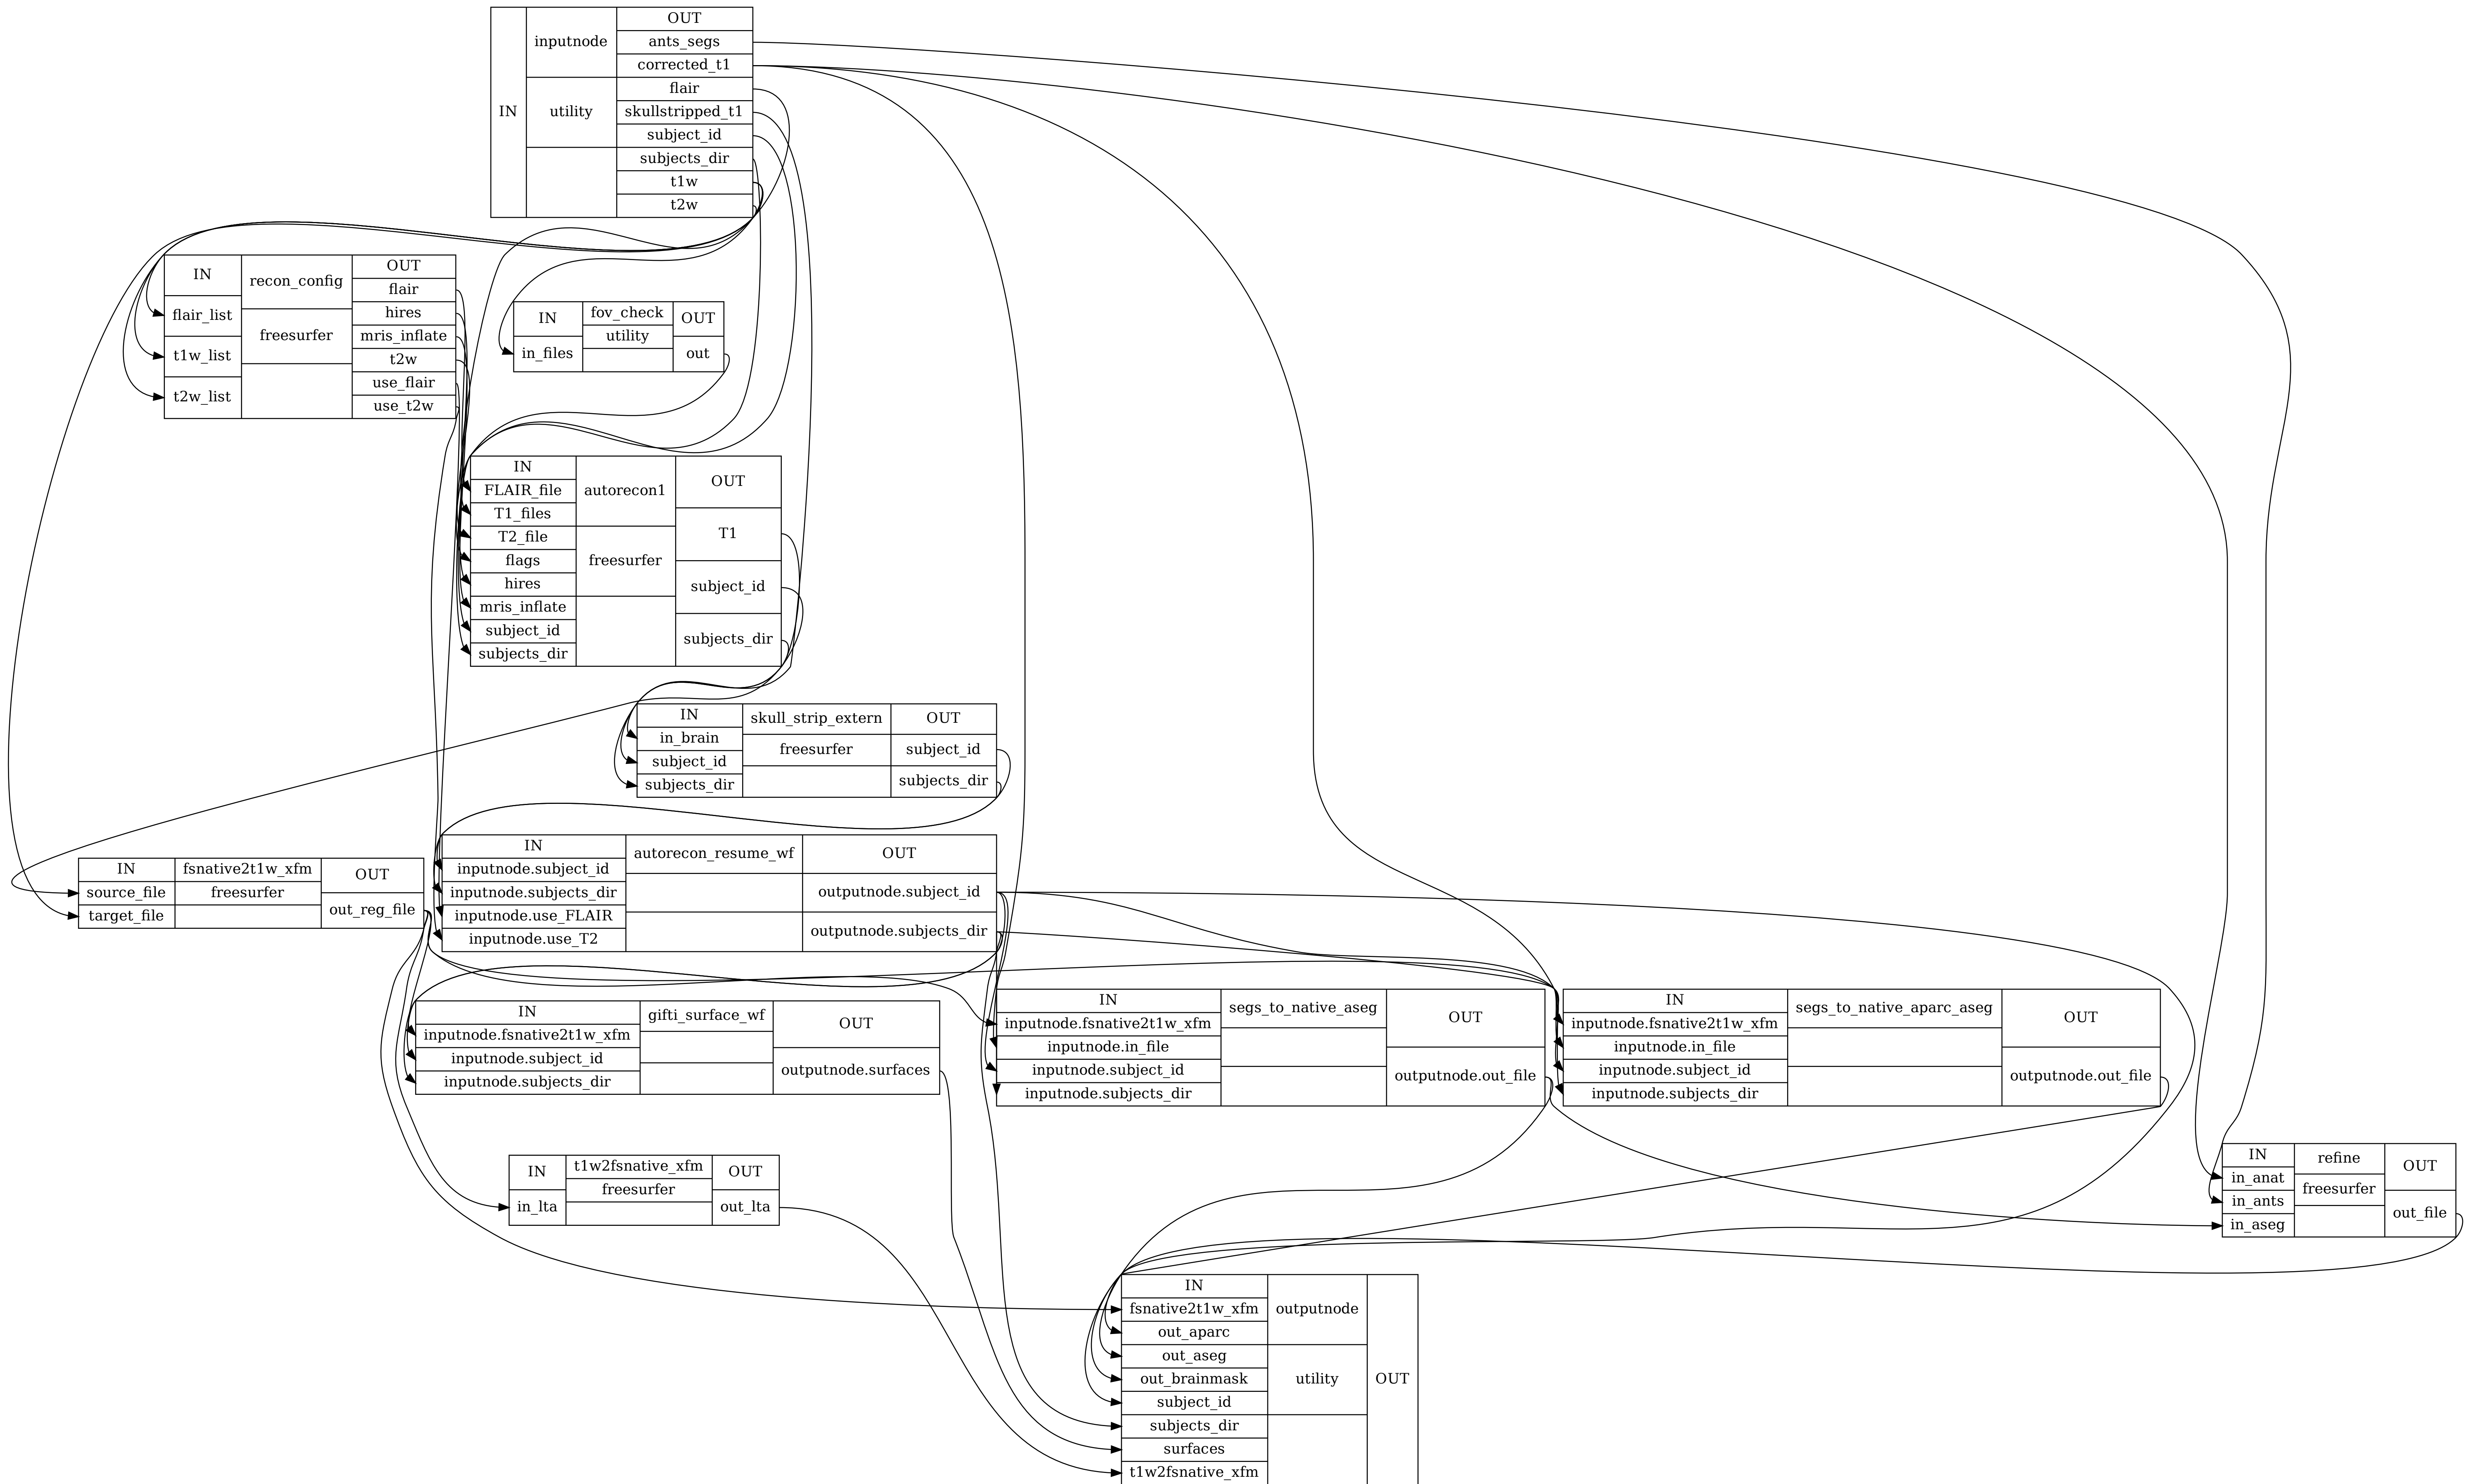 IN
inputnode
utility
OUT
ants_segs
corrected_t1
flair
skullstripped_t1
subject_id
subjects_dir
t1w
t2w
IN
flair_list
t1w_list
t2w_list
recon_config
freesurfer
OUT
flair
hires
mris_inflate
t2w
use_flair
use_t2w
IN
in_files
fov_check
utility
OUT
out
IN
FLAIR_file
T1_files
T2_file
flags
hires
mris_inflate
subject_id
subjects_dir
autorecon1
freesurfer
OUT
T1
subject_id
subjects_dir
IN
in_brain
subject_id
subjects_dir
skull_strip_extern
freesurfer
OUT
subject_id
subjects_dir
IN
source_file
target_file
fsnative2t1w_xfm
freesurfer
OUT
out_reg_file
IN
inputnode.subject_id
inputnode.subjects_dir
inputnode.use_FLAIR
inputnode.use_T2
autorecon_resume_wf
OUT
outputnode.subject_id
outputnode.subjects_dir
IN
inputnode.fsnative2t1w_xfm
inputnode.subject_id
inputnode.subjects_dir
gifti_surface_wf
OUT
outputnode.surfaces
IN
inputnode.fsnative2t1w_xfm
inputnode.in_file
inputnode.subject_id
inputnode.subjects_dir
segs_to_native_aseg
OUT
outputnode.out_file
IN
inputnode.fsnative2t1w_xfm
inputnode.in_file
inputnode.subject_id
inputnode.subjects_dir
segs_to_native_aparc_aseg
OUT
outputnode.out_file
IN
in_lta
t1w2fsnative_xfm
freesurfer
OUT
out_lta
IN
in_anat
in_ants
in_aseg
refine
freesurfer
OUT
out_file
IN
fsnative2t1w_xfm
out_aparc
out_aseg
out_brainmask
subject_id
subjects_dir
surfaces
t1w2fsnative_xfm
outputnode
utility
OUT